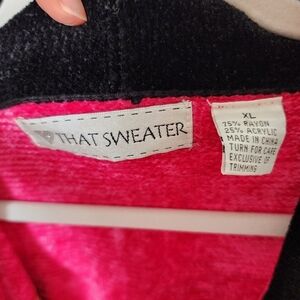 THAT SWEATER
XL
75% RAYON
25% ACRYLIC
MADE IN CHINA
TURN FOR CARE
EXCLUSIVE OF
TRIMMING